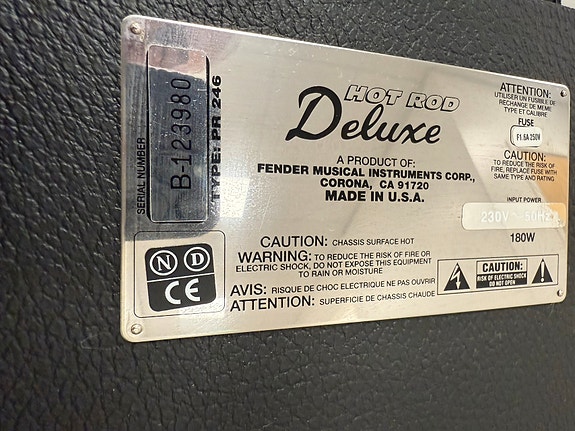 SERIAL NUMBER
B-123980
TYPE: PR 246
HOT ROD
Deluxe
A PRODUCT OF:
FENDER MUSICAL INSTRUMENTS CORP.,
CORONA, CA 91720
MADE IN U.S.A.
ATTENTION:
UTILISER UN FUSIBLE DE
RECHANGE DE MEME
TYPE ET CALIBRE
FUSE
F1.6A 250V
CAUTION:
TO REDUCE THE RISK OF
FIRE, REPLACE FUSE WITH
SAME TYPE AND RATING
INPUT POWER
230V ~ 50Hz
180W
N D
CE
CAUTION: CHASSIS SURFACE HOT
WARNING: TO REDUCE THE RISK OF FIRE OR
ELECTRIC SHOCK, DO NOT EXPOSE THIS EQUIPMENT
TO RAIN OR MOISTURE
AVIS: RISQUE DE CHOC ELECTRIQUE NE PAS OUVRIR
ATTENTION: SUPERFICIE DE CHASSIS CHAUDE
CAUTION:
RISK OF ELECTRIC SHOCK
DO NOT OPEN